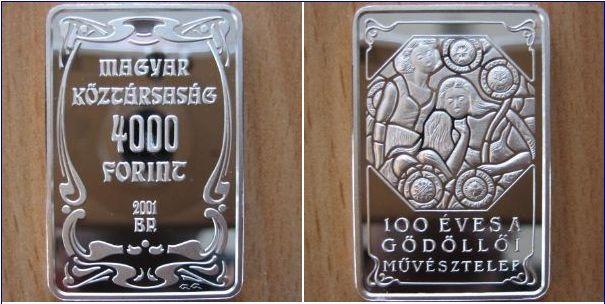 MAGYAR
KÖZTÁRSASÁG
4000
FORINT
2001
BP.
100 ÉVES A
GÖDÖLLŐI
MŰVÉSZTELEP